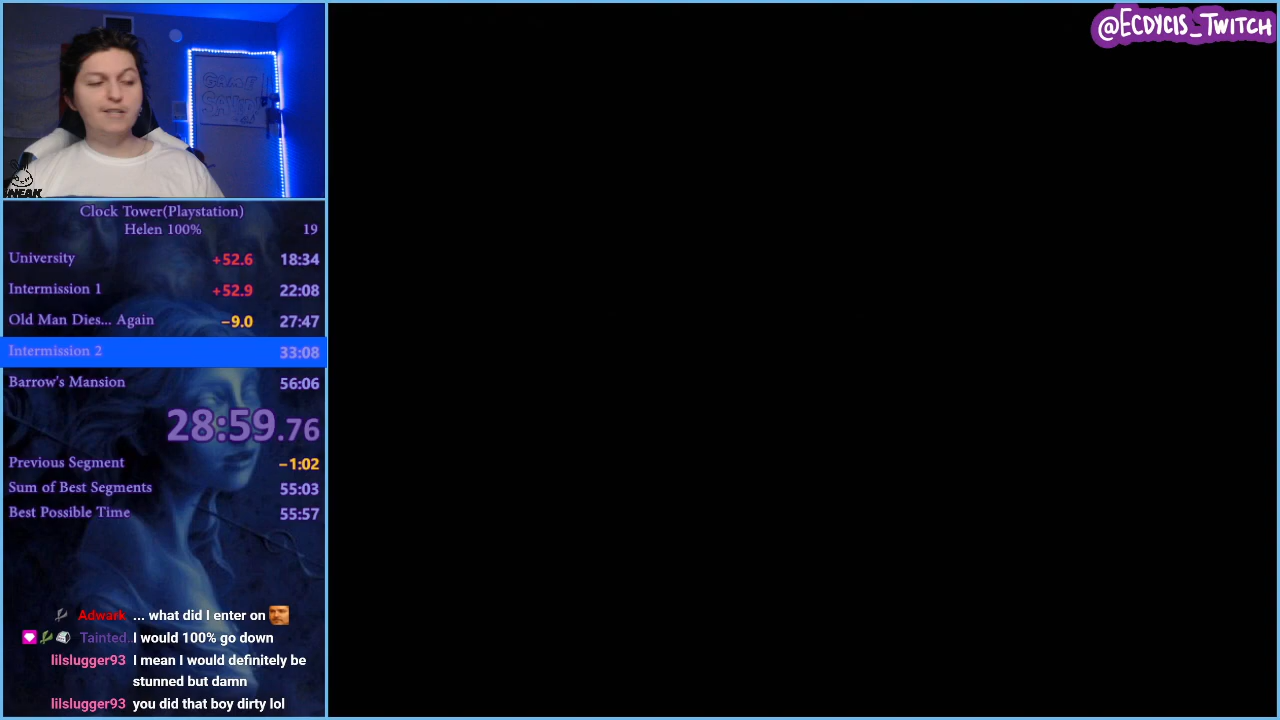 @ECDYCIS_TWITCH
Clock Tower(Playstation)
Helen 100% 19
University +52.6 18:34
Intermission 1 +52.9 22:08
Old Man Dies... Again −9.0 27:47
Intermission 2 33:08
Barrow's Mansion 56:06
28:59.76
Previous Segment −1:02
Sum of Best Segments 55:03
Best Possible Time 55:57
Adwark ... what did I enter on
Tainted.. I would 100% go down
lilslugger93 I mean I would definitely be
stunned but damn
lilslugger93 you did that boy dirty lol